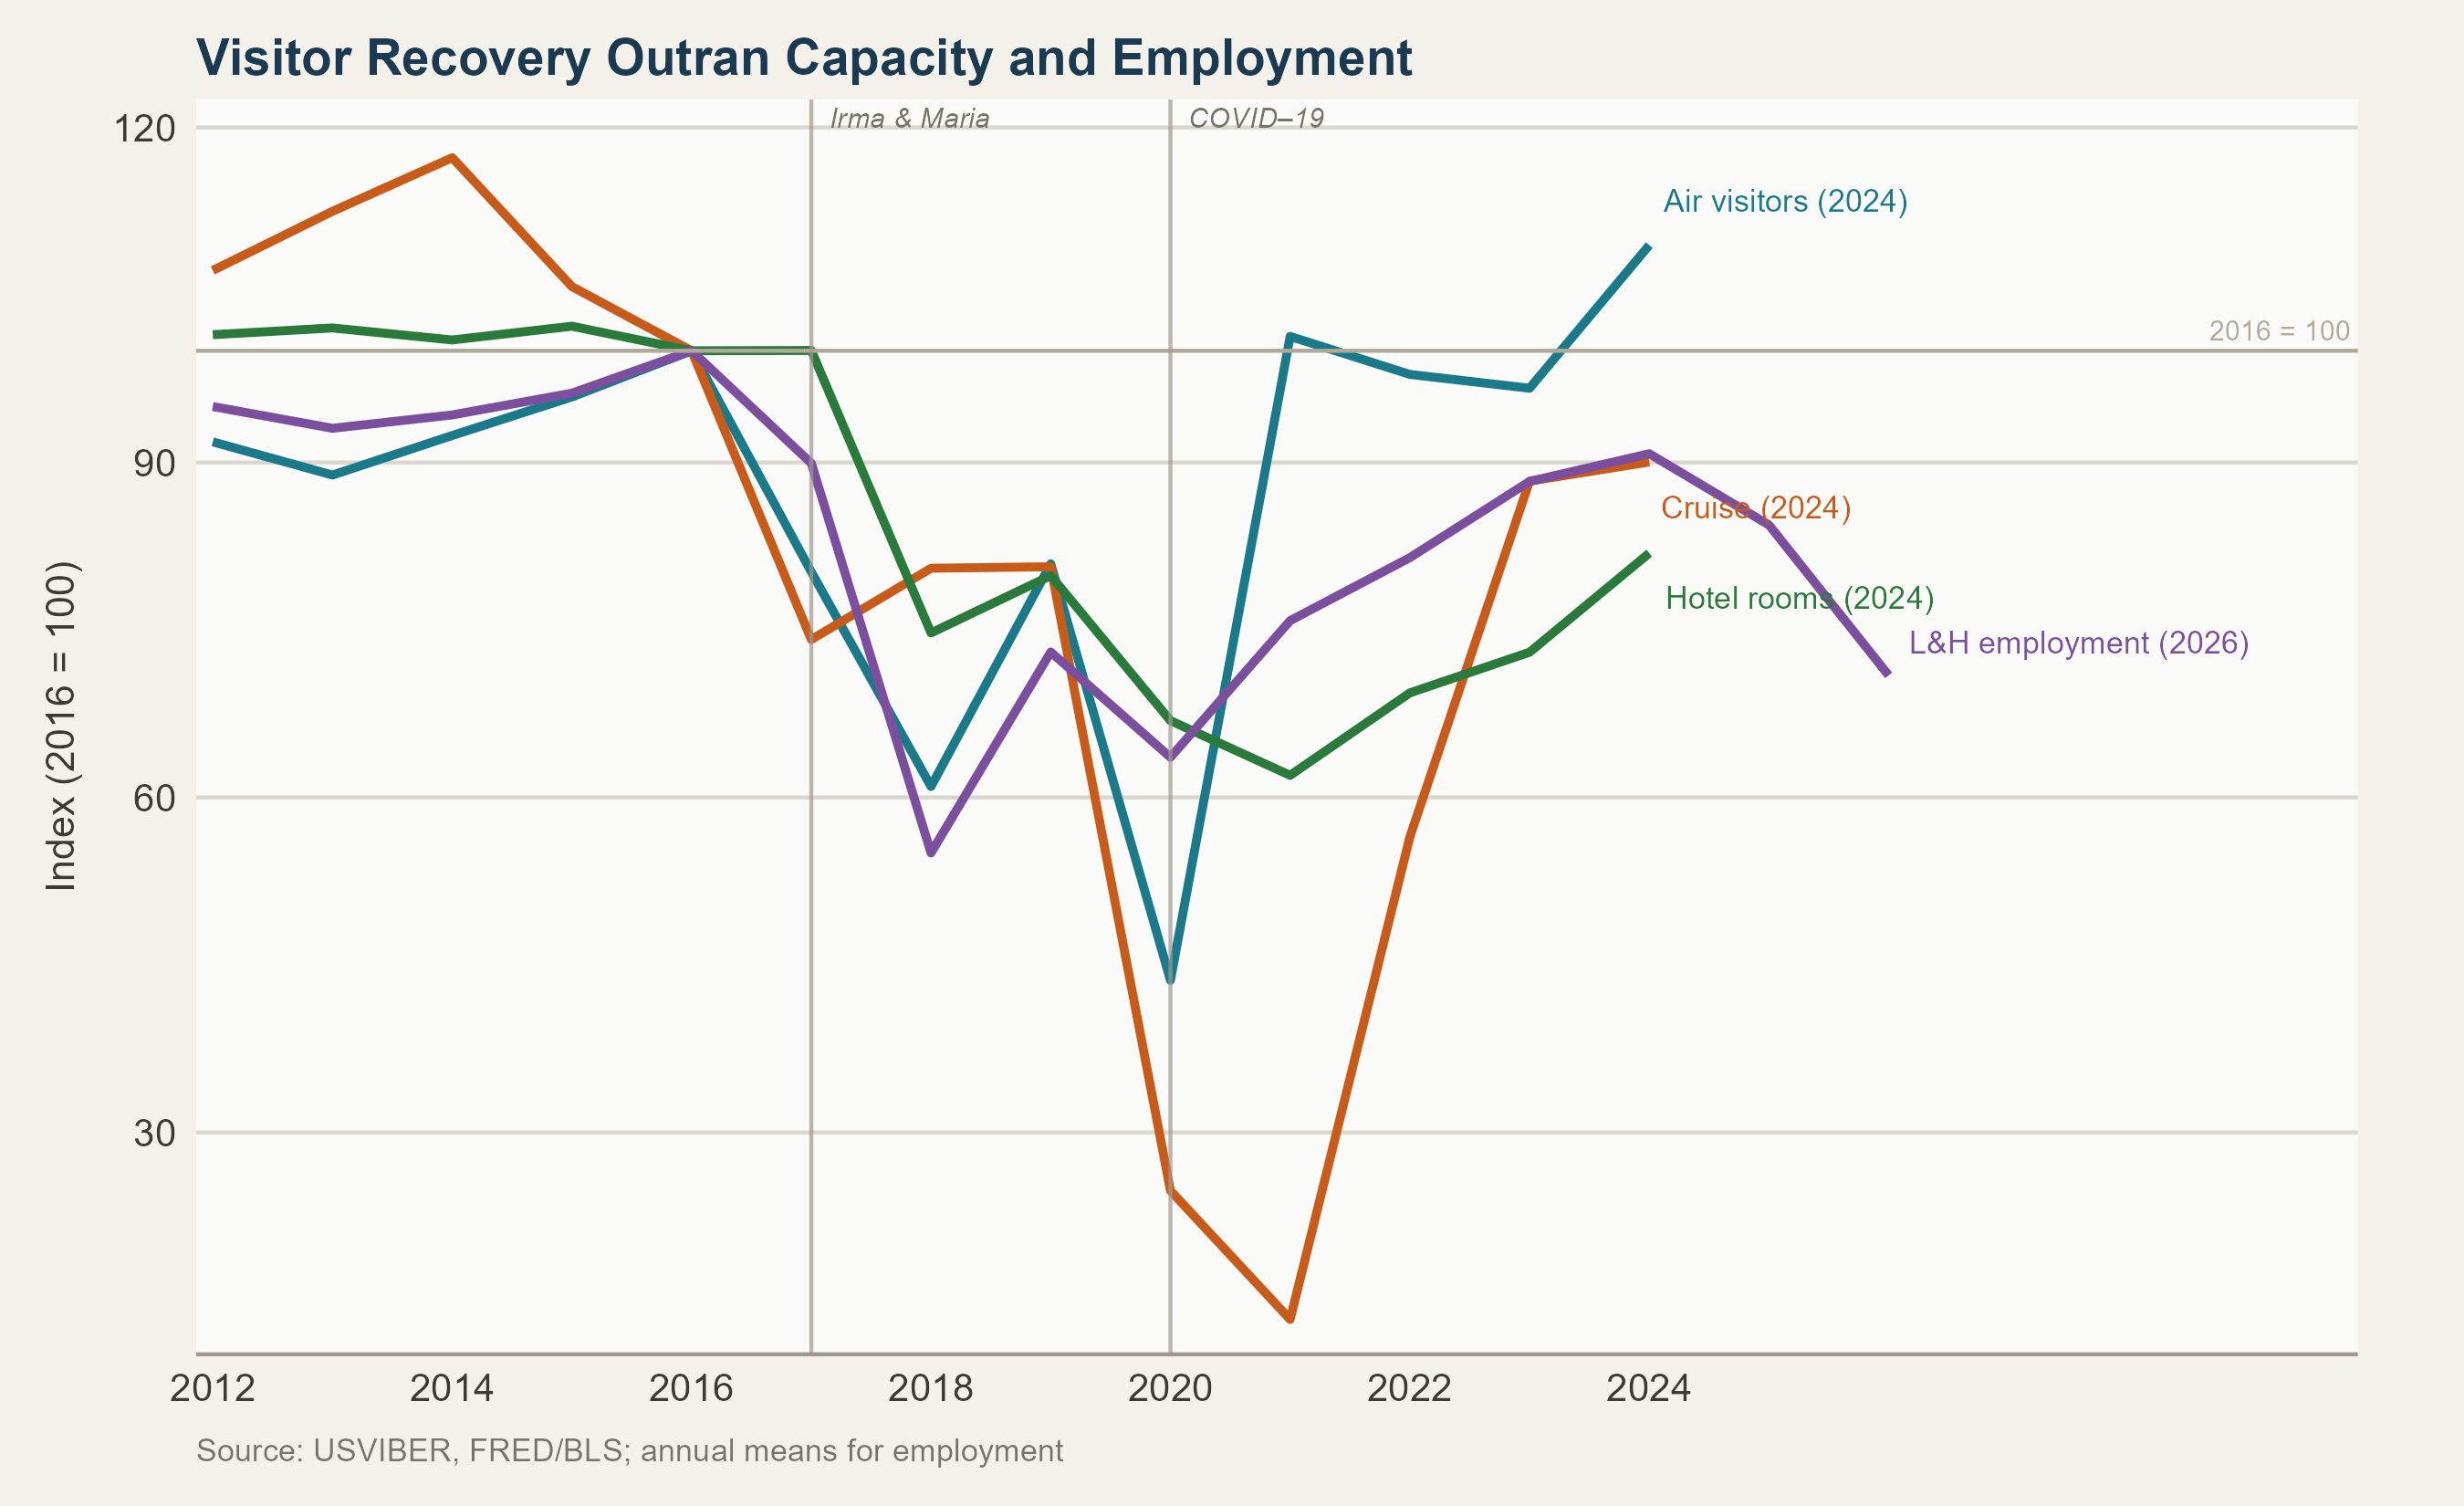 Visitor Recovery Outran Capacity and Employment
Irma & Maria
COVID–19
120
Air visitors (2024)
2016 = 100
90
Cruise (2024)
Hotel rooms (2024)
L&H employment (2026)
Index (2016 = 100)
60
30
2012 2014 2016 2018 2020 2022 2024
Source: USVIBER, FRED/BLS; annual means for employment